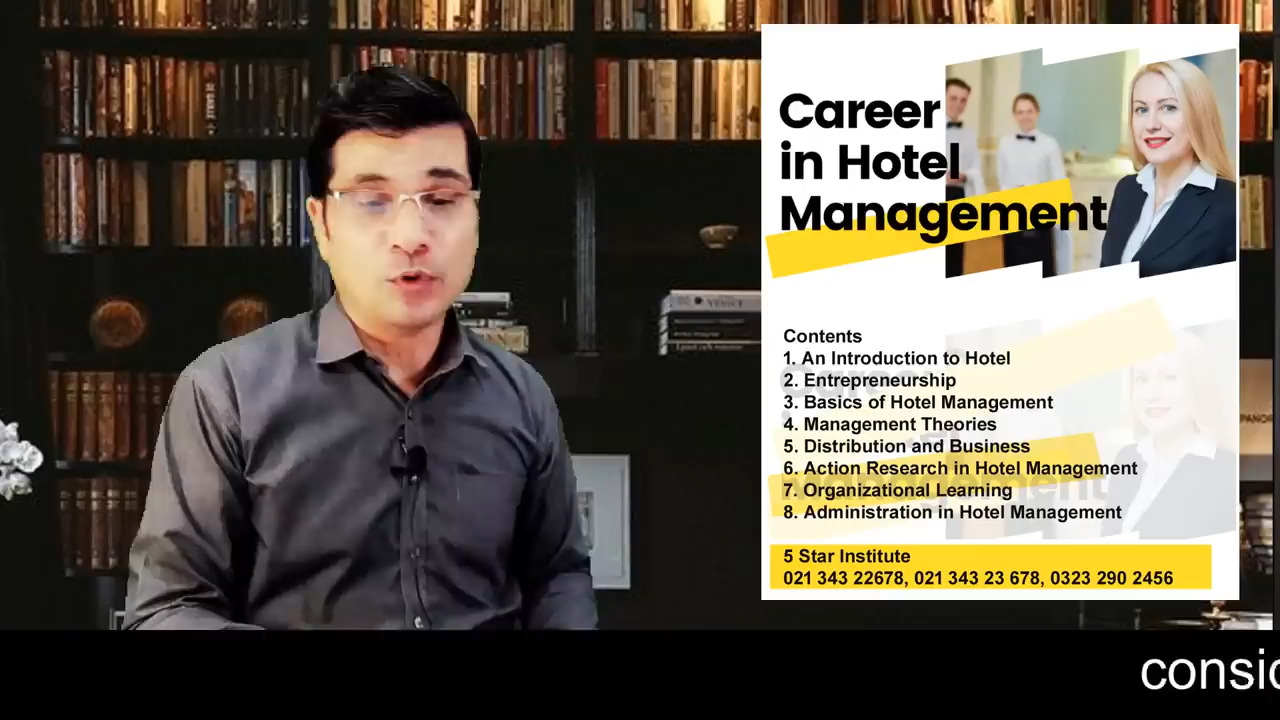 Career
in Hotel
Management
Contents
1. An Introduction to Hotel
2. Entrepreneurship
3. Basics of Hotel Management
4. Management Theories
5. Distribution and Business
6. Action Research in Hotel Management
7. Organizational Learning
8. Administration in Hotel Management
5 Star Institute
021 343 22678, 021 343 23 678, 0323 290 2456